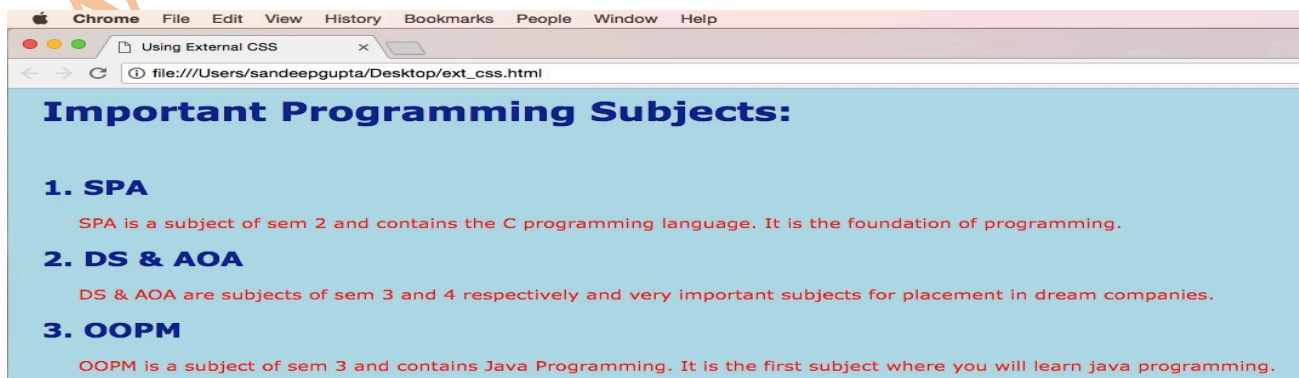 Chrome File Edit View History Bookmarks People Window Help
Using External CSS
file:///Users/sandeepgupta/Desktop/ext_css.html
Important Programming Subjects:
1. SPA
SPA is a subject of sem 2 and contains the C programming language. It is the foundation of programming.
2. DS & AOA
DS & AOA are subjects of sem 3 and 4 respectively and very important subjects for placement in dream companies.
3. OOPM
OOPM is a subject of sem 3 and contains Java Programming. It is the first subject where you will learn java programming.